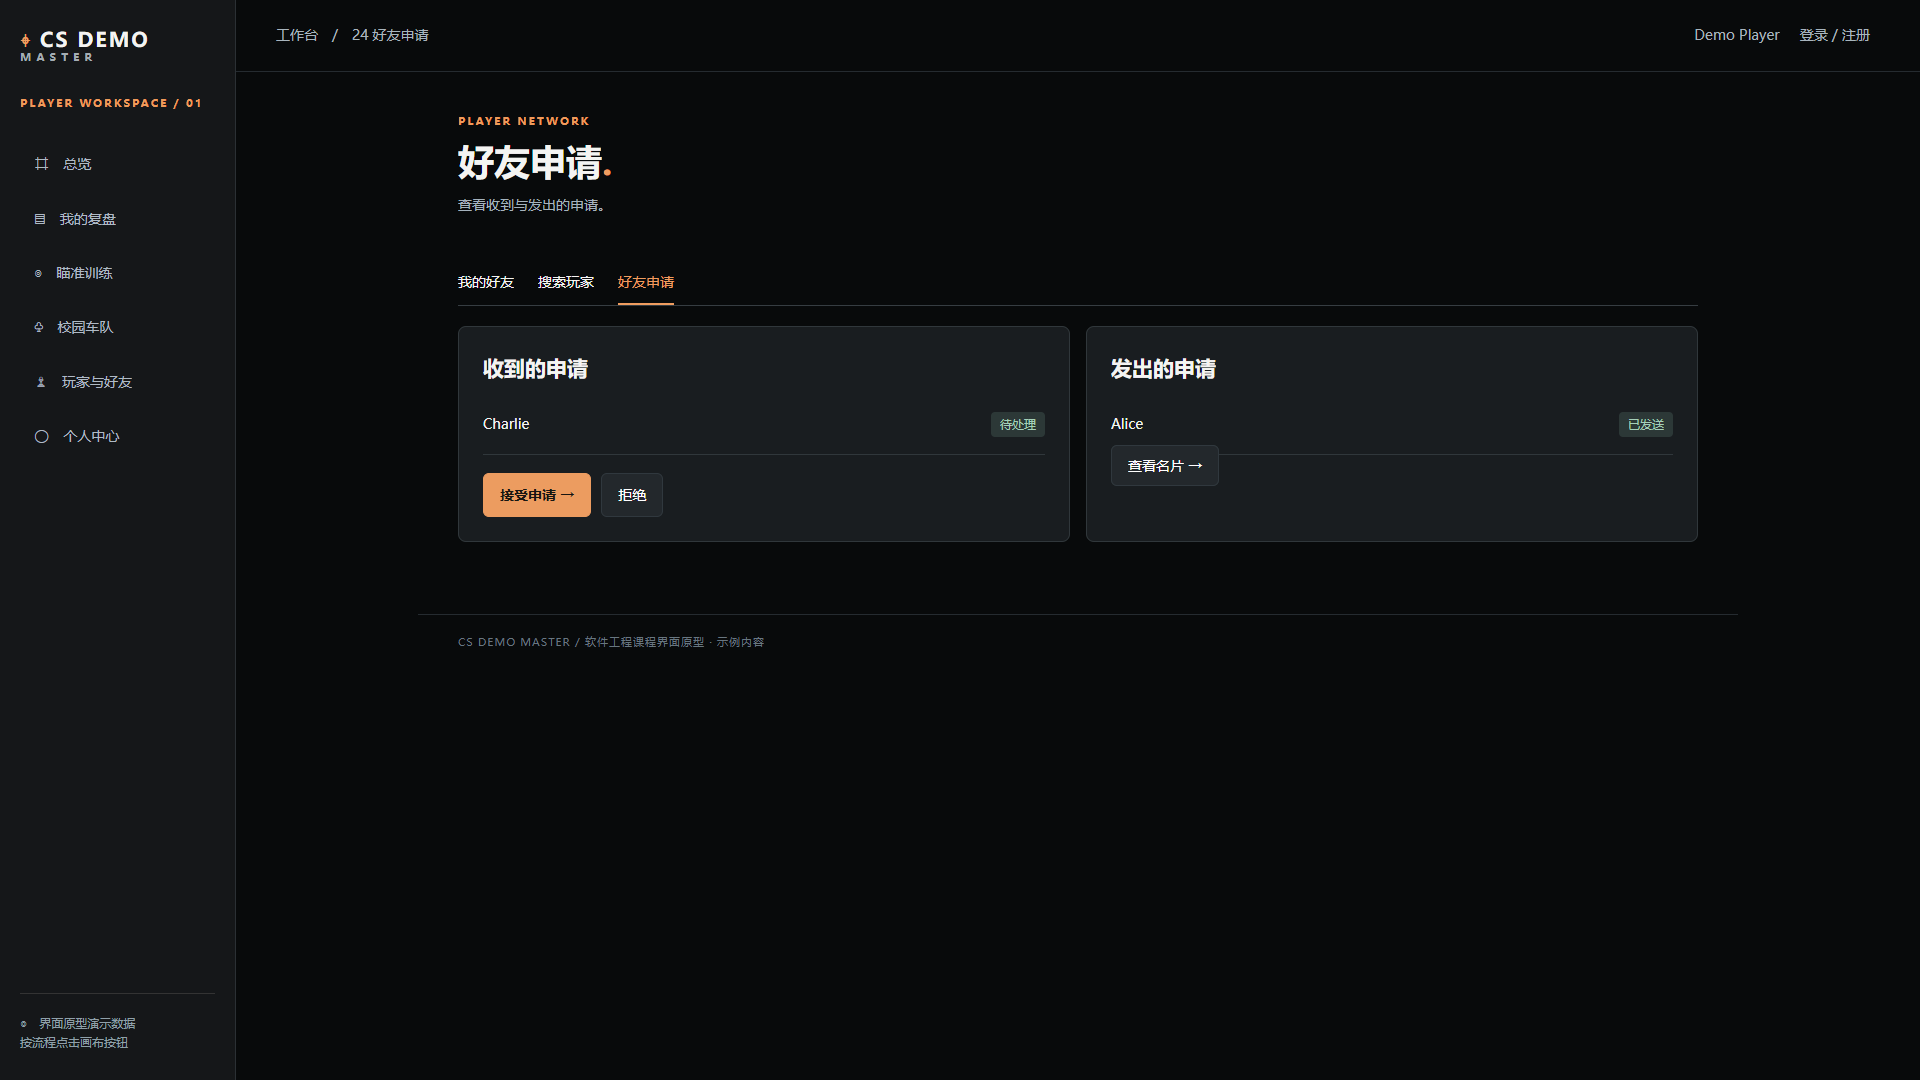 CS DEMO
MASTER
PLAYER WORKSPACE / 01
总览
我的复盘
瞄准训练
校园车队
玩家与好友
个人中心
界面原型演示数据
按流程点击画布按钮
工作台 / 24 好友申请
Demo Player 登录 / 注册
PLAYER NETWORK
好友申请.
查看收到与发出的申请。
我的好友 搜索玩家 好友申请
收到的申请
Charlie 待处理
接受申请 → 拒绝
发出的申请
Alice 已发送
查看名片 →
CS DEMO MASTER / 软件工程课程界面原型 · 示例内容